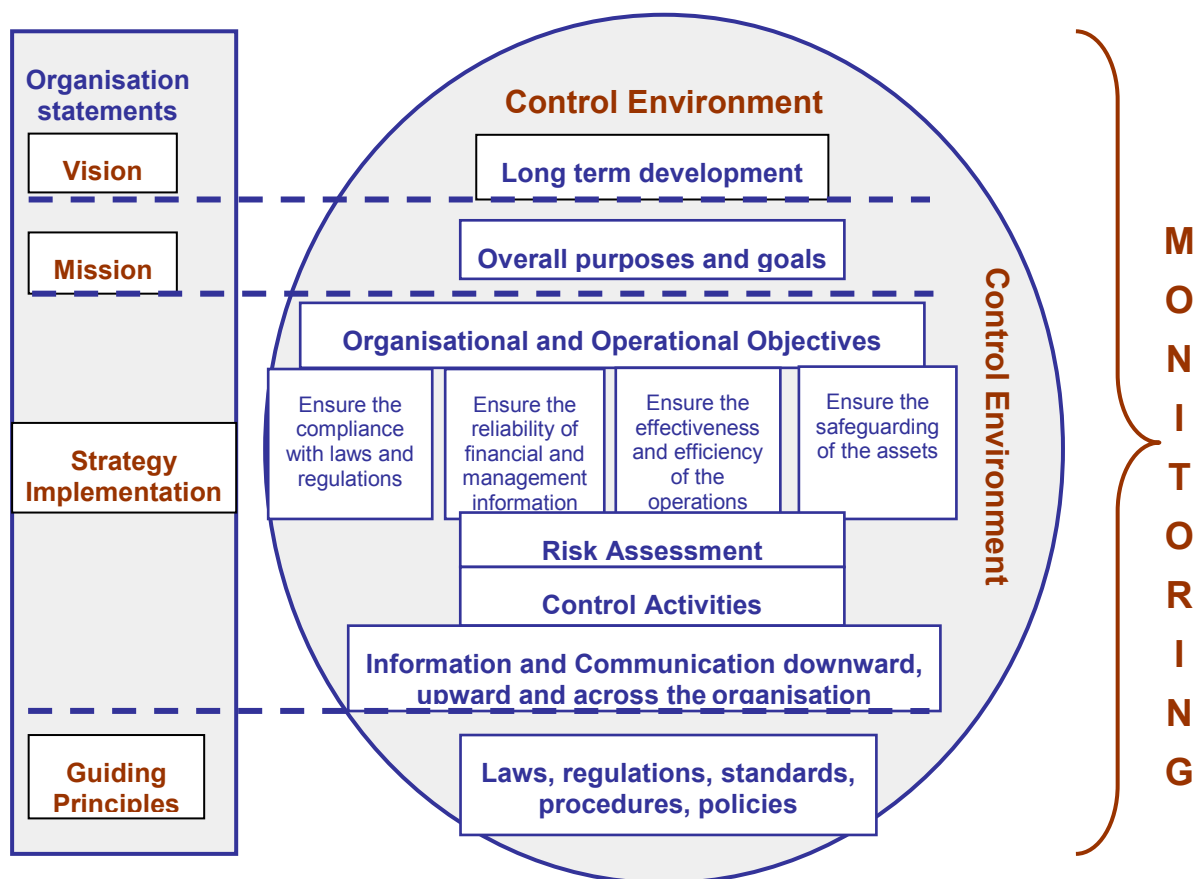 Organisation
statements
Vision
Mission
Strategy
Implementation
Guiding
Principles
Control Environment
Long term development
Overall purposes and goals
Organisational and Operational Objectives
Ensure the
compliance
with laws and
regulations
Ensure the
reliability of
financial and
management
information
Ensure the
effectiveness
and efficiency
of the
operations
Ensure the
safeguarding
of the assets
Risk Assessment
Control Activities
Information and Communication downward,
upward and across the organisation
Laws, regulations, standards,
procedures, policies
Control Environment
MONITORING